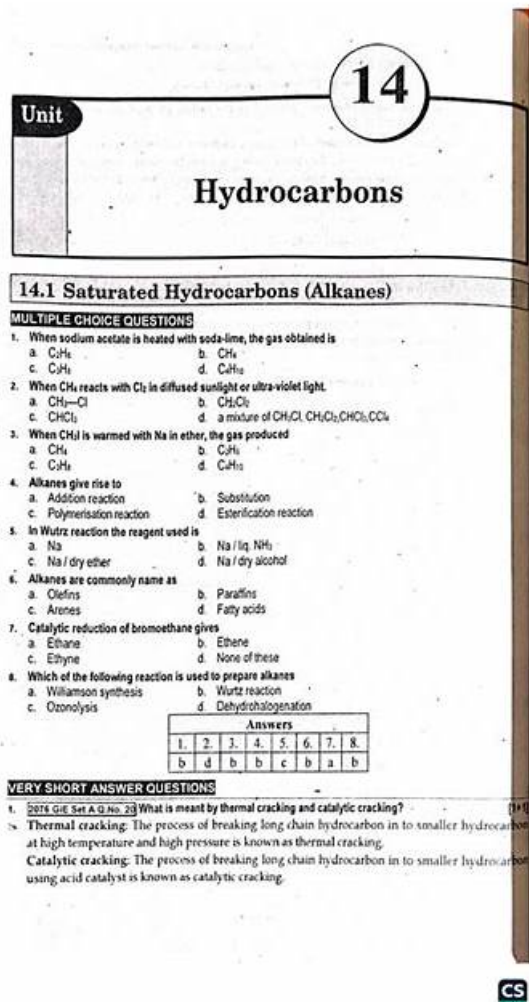 14
Unit
Hydrocarbons
14.1 Saturated Hydrocarbons (Alkanes)
MULTIPLE CHOICE QUESTIONS
1. When sodium acetate is heated with soda-lime, the gas obtained is
a. C₂H₆ b. CH₄
c. C₃H₈ d. C₄H₁₀
2. When CH₄ reacts with Cl₂ in diffused sunlight or ultra-violet light,
a. CH₃—Cl b. CH₂Cl₂
c. CHCl₃ d. a mixture of CH₃Cl, CH₂Cl₂,CHCl₃,CCl₄
3. When CH₃I is warmed with Na in ether, the gas produced
a. CH₄ b. C₂H₆
c. C₃H₈ d. C₄H₁₀
4. Alkanes give rise to
a. Addition reaction b. Substitution
c. Polymerisation reaction d. Esterification reaction
5. In Wutrz reaction the reagent used is
a. Na b. Na / liq. NH₃
c. Na / dry ether d. Na / dry alcohol
6. Alkanes are commonly name as
a. Olefins b. Paraffins
c. Arenes d. Fatty acids
7. Catalytic reduction of bromoethane gives
a. Ethane b. Ethene
c. Ethyne d. None of these
8. Which of the following reaction is used to prepare alkanes
a. Williamson synthesis b. Wurtz reaction
c. Ozonolysis d. Dehydrohalogenation
Answers
1. 2. 3. 4. 5. 6. 7. 8.
b d b b c b a b
VERY SHORT ANSWER QUESTIONS
1. 2076 GIE Set A Q.No. 20 What is meant by thermal cracking and catalytic cracking? [1+1]
Thermal cracking: The process of breaking long chain hydrocarbon in to smaller hydrocarbon
at high temperature and high pressure is known as thermal cracking.
Catalytic cracking: The process of breaking long chain hydrocarbon in to smaller hydrocarbon
using acid catalyst is known as catalytic cracking.
CS